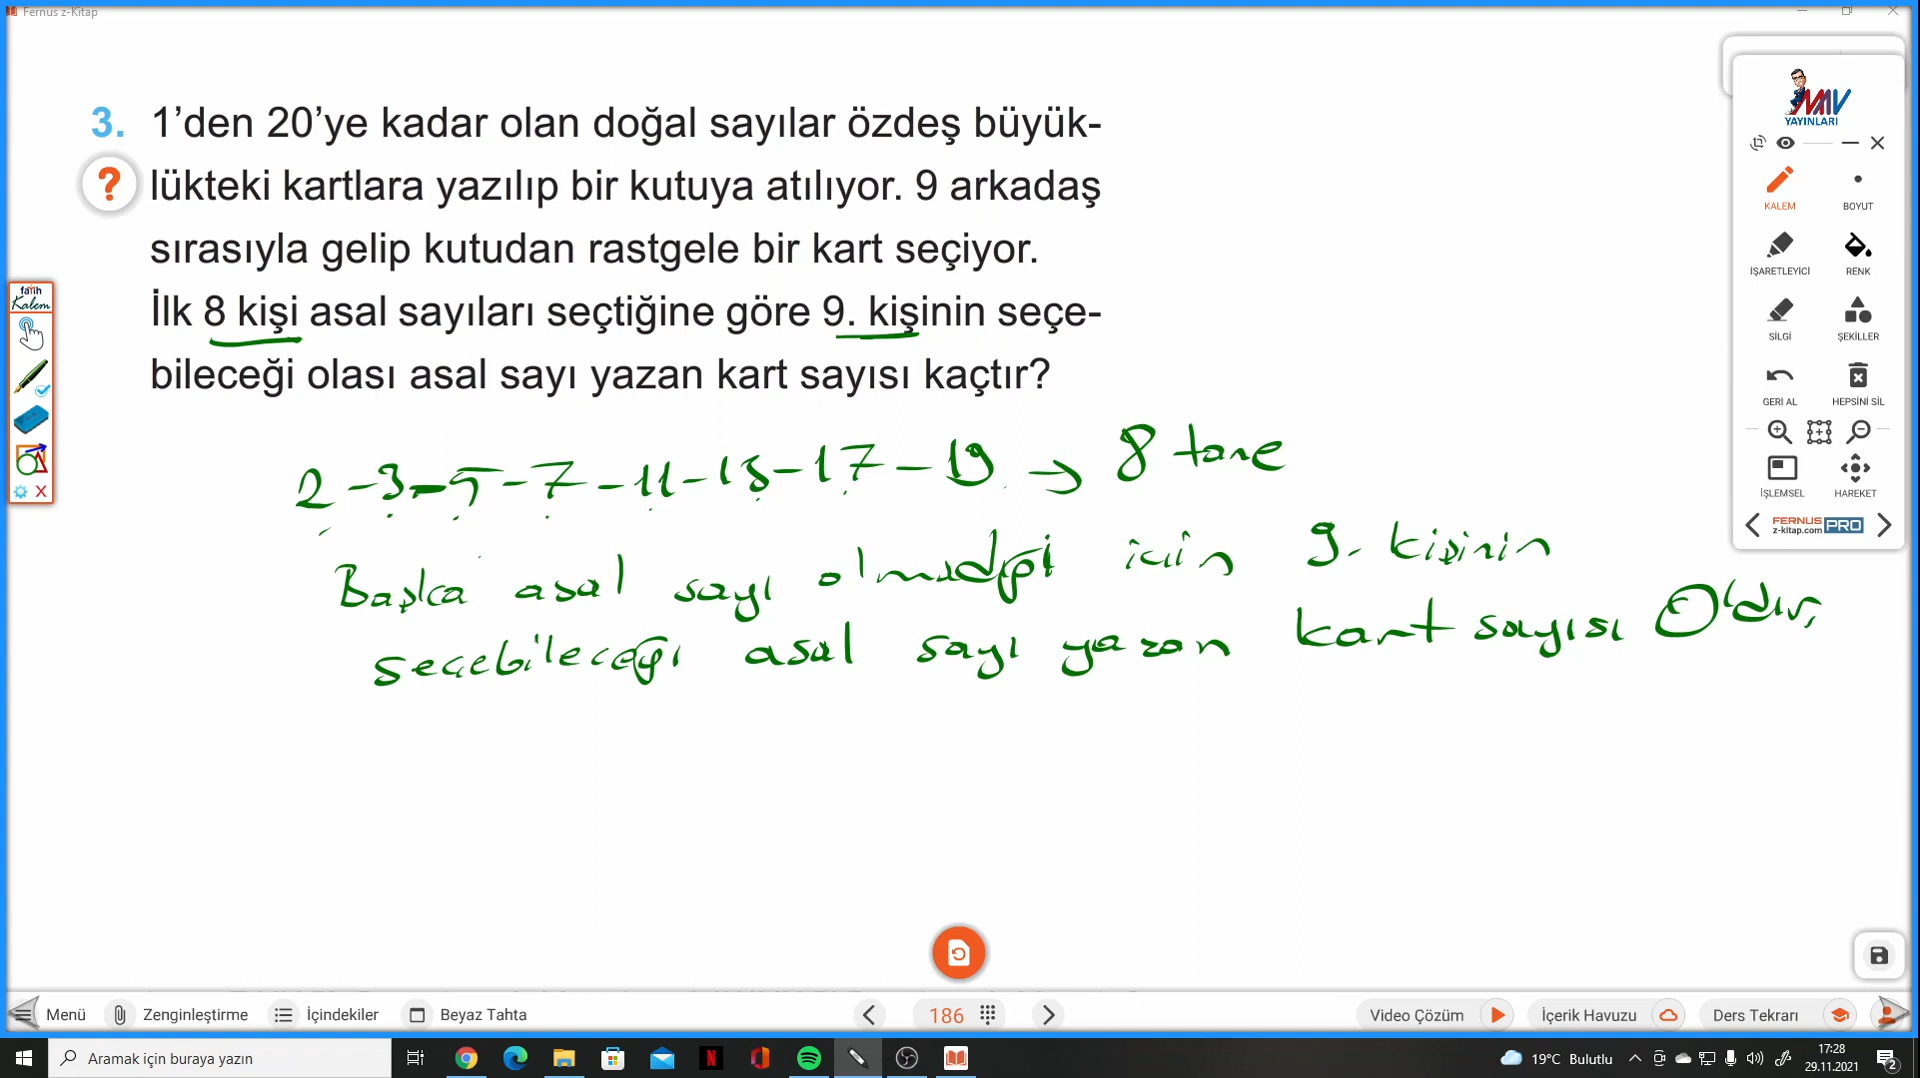 Fernus z-Kitap
3. 1’den 20’ye kadar olan doğal sayılar özdeş büyük-
? lükteki kartlara yazılıp bir kutuya atılıyor. 9 arkadaş
sırasıyla gelip kutudan rastgele bir kart seçiyor.
İlk 8 kişi asal sayıları seçtiğine göre 9. kişinin seçe-
bileceği olası asal sayı yazan kart sayısı kaçtır?
2 - 3 - 5 - 7 - 11 - 13 - 17 - 19 → 8 tane
Başka asal sayı olmadığı için 9. kişinin
seçebileceği asal sayı yazan kart sayısı 0'dır,
fatih
Kalem
X
MAV
YAYINLARI
KALEM BOYUT
İŞARETLEYİCİ RENK
SİLGİ ŞEKİLLER
GERİ AL HEPSİNİ SİL
İŞLEMSEL HAREKET
FERNUS PRO
z-kitap.com
Menü Zenginleştirme İçindekiler Beyaz Tahta 186 Video Çözüm İçerik Havuzu Ders Tekrarı
Aramak için buraya yazın 19°C Bulutlu 17:28
29.11.2021 2